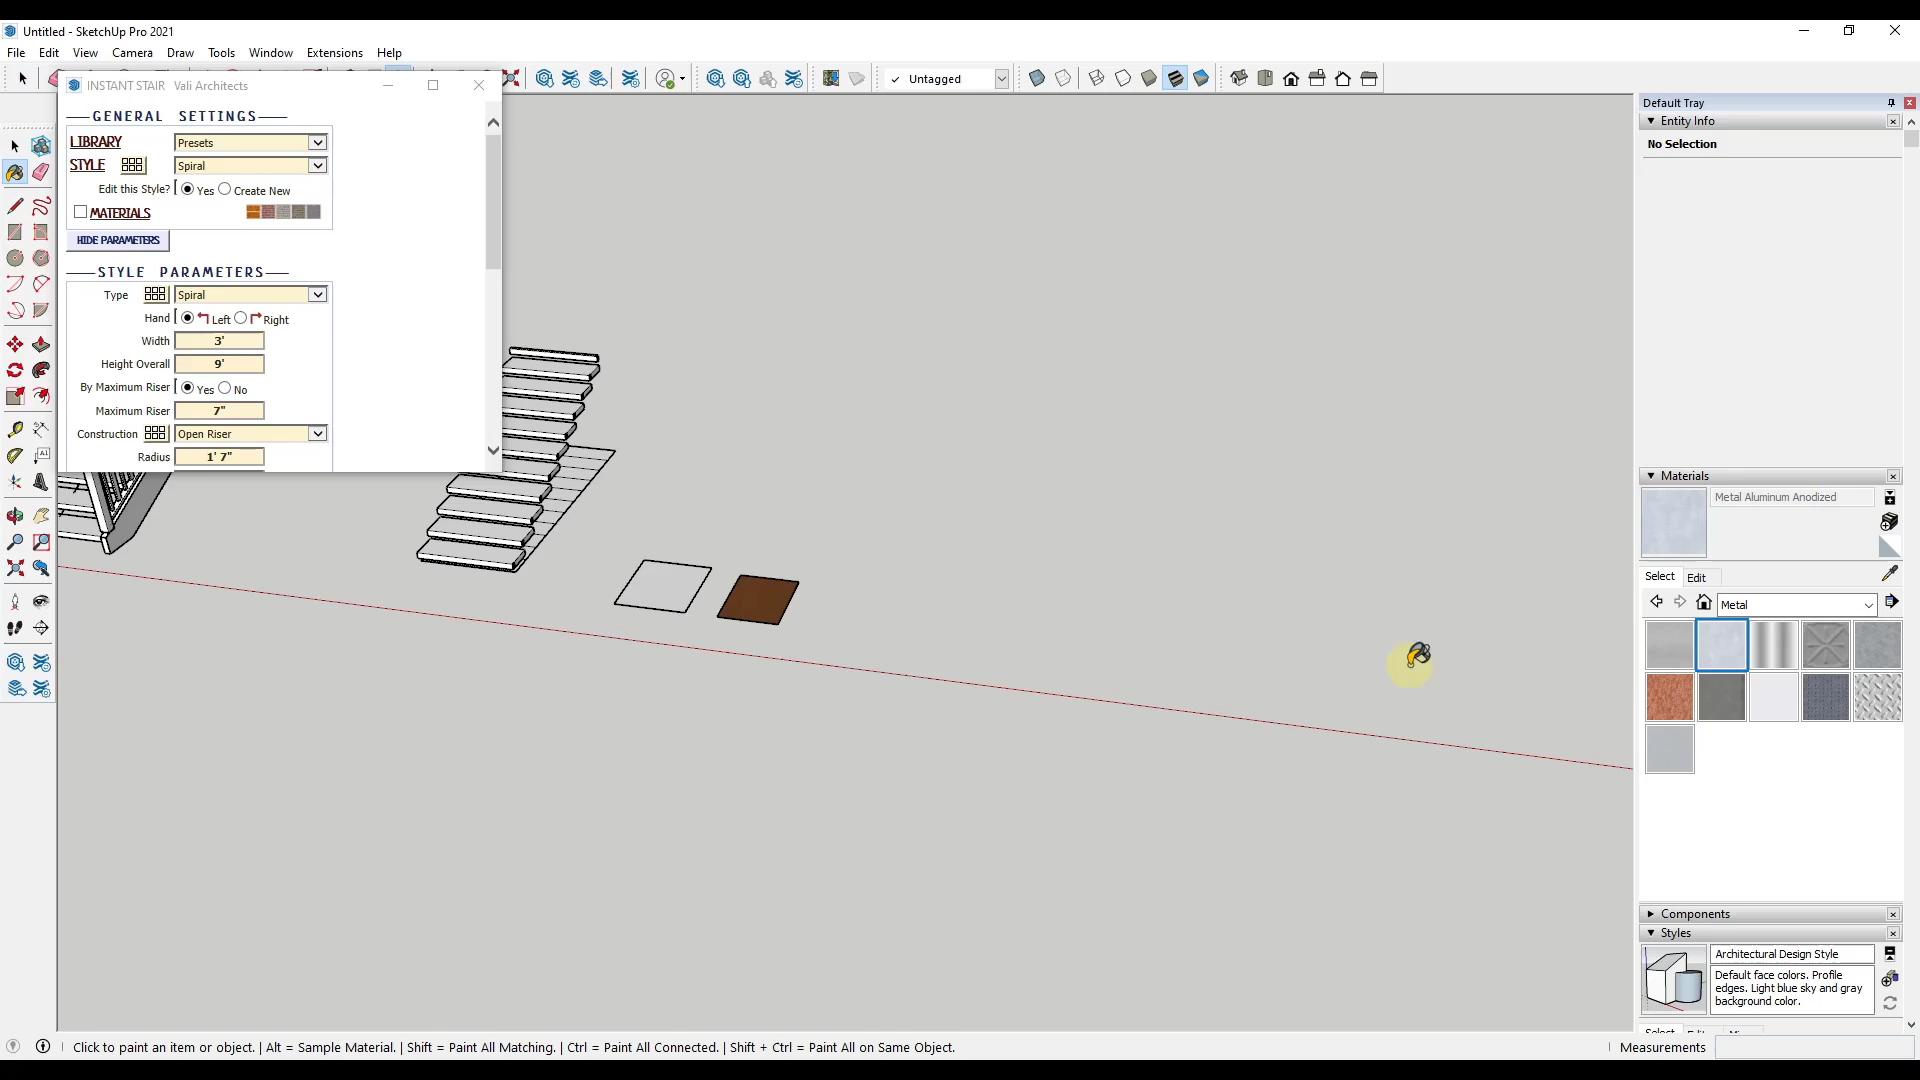 Untitled - SketchUp Pro 2021
File Edit View Camera Draw Tools Window Extensions Help
Untagged
INSTANT STAIR Vali Architects
GENERAL SETTINGS
LIBRARY Presets
STYLE Spiral
Edit this Style? Yes Create New
MATERIALS
HIDE PARAMETERS
STYLE PARAMETERS
Type Spiral
Hand Left Right
Width 3'
Height Overall 9'
By Maximum Riser Yes No
Maximum Riser 7"
Construction Open Riser
Radius 1' 7"
Default Tray
Entity Info
No Selection
Materials
Metal Aluminum Anodized
Select Edit
Metal
Components
Styles
Architectural Design Style
Default face colors. Profile
edges. Light blue sky and gray
background color.
Click to paint an item or object. | Alt = Sample Material. | Shift = Paint All Matching. | Ctrl = Paint All Connected. | Shift + Ctrl = Paint All on Same Object.
Measurements